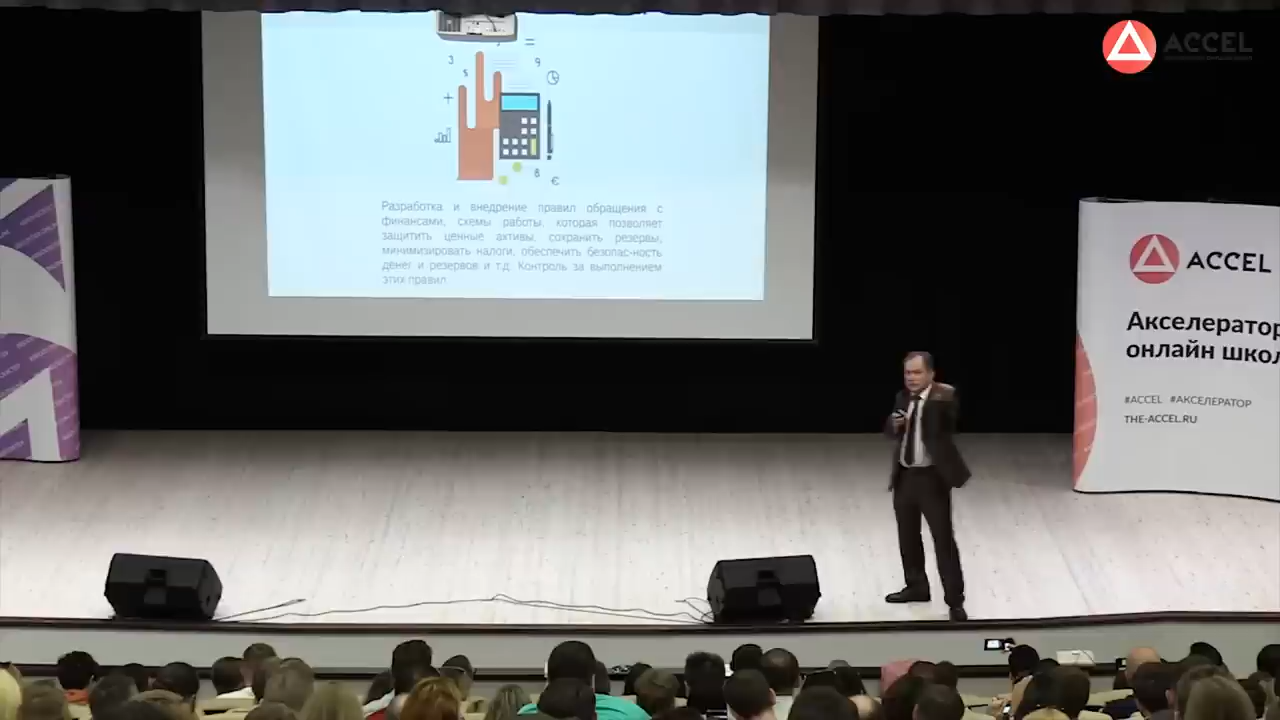 ACCEL
Разработка и внедрение правил обращения с
финансами, схемы работы, которая позволяет
защитить ценные активы, сохранить резервы,
минимизировать налоги, обеспечить безопас-ность
денег и резервов и т.д. Контроль за выполнением
этих правил
ACCEL
Акселератор
онлайн школ
#ACCEL #АКСЕЛЕРАТОР
THE-ACCEL.RU